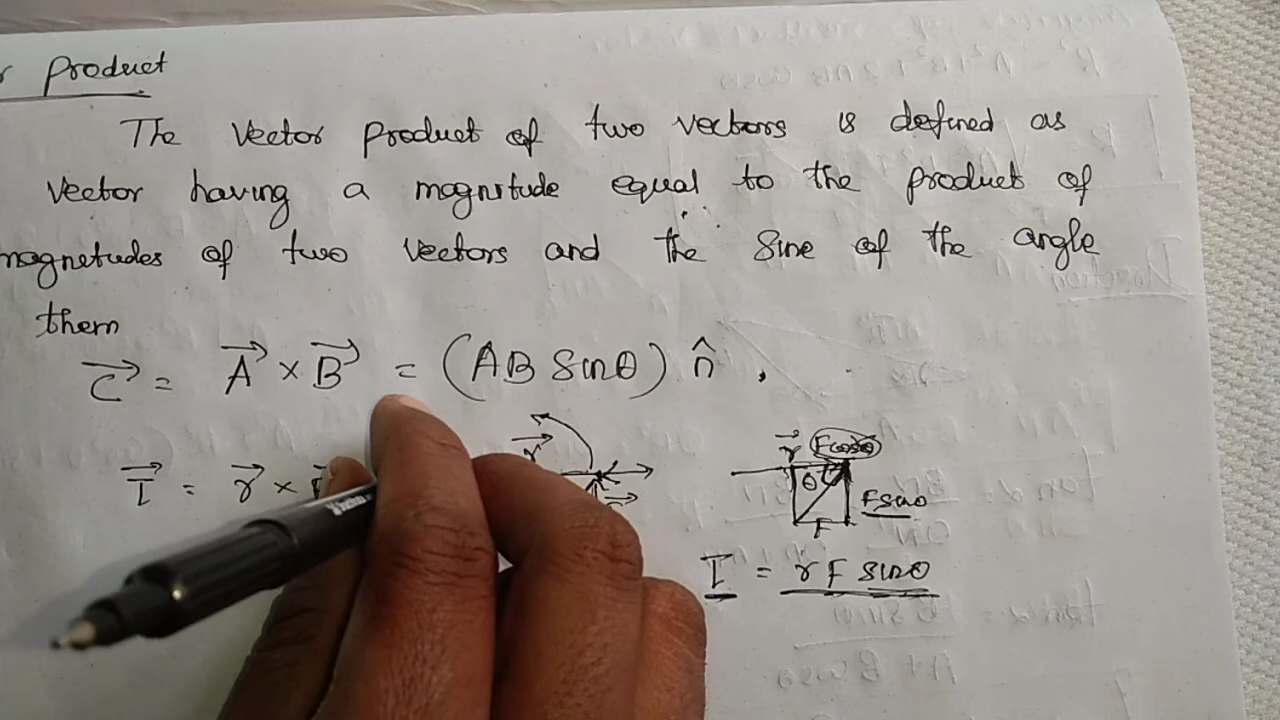 Product
The Vector Product of two vectors is defined as
Vector having a magnitude equal to the product of
magnetudes of two Vectors and the Sine of the angle
them
C = A × B = (AB Sinθ) n̂ ,
r
r Fcosθ
τ = r ×
θ
Fsinθ
F
τ = r F sinθ